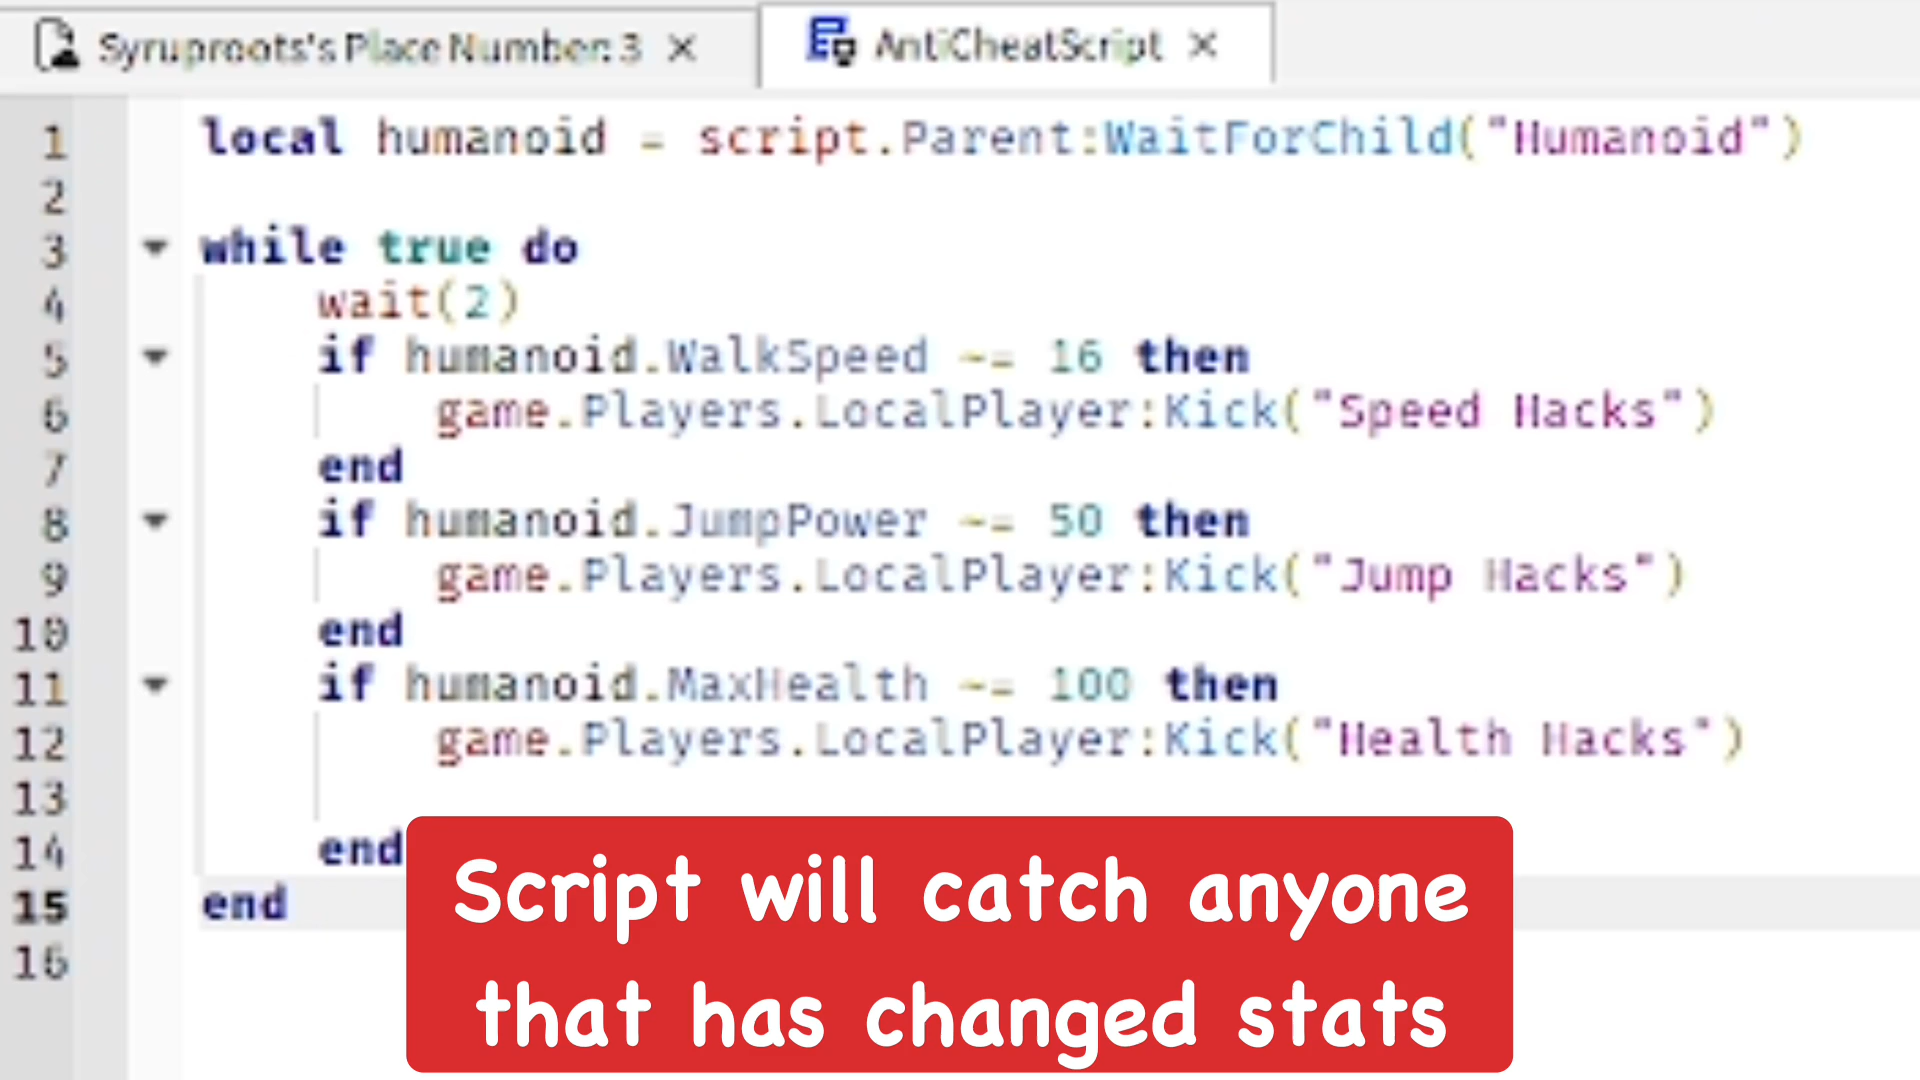 Syruproots's Place Number: 3 ×
AntiCheatScript ×
1 local humanoid = script.Parent:WaitForChild("Humanoid")
2
3 while true do
4 wait(2)
5 if humanoid.WalkSpeed ~= 16 then
6 game.Players.LocalPlayer:Kick("Speed Hacks")
7 end
8 if humanoid.JumpPower ~= 50 then
9 game.Players.LocalPlayer:Kick("Jump Hacks")
10 end
11 if humanoid.MaxHealth ~= 100 then
12 game.Players.LocalPlayer:Kick("Health Hacks")
13
14 end
15 end
16
Script will catch anyone
that has changed stats